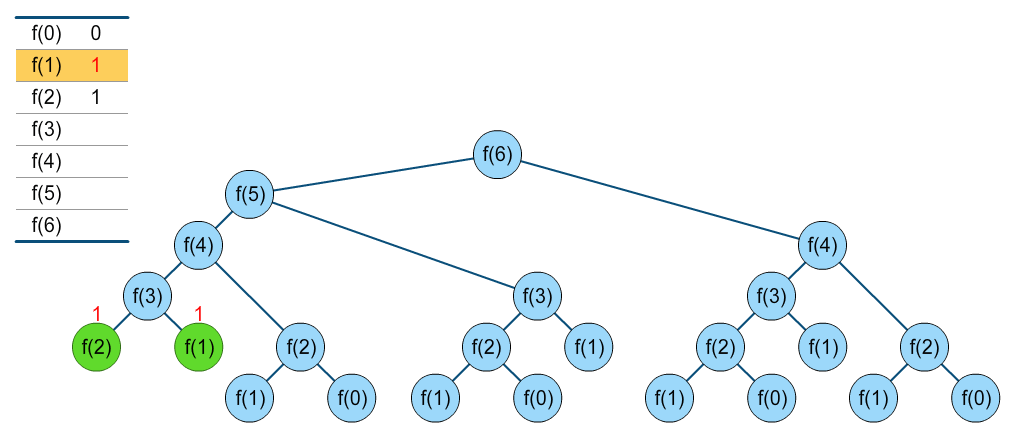 f(0) 0
f(1) 1
f(2) 1
f(3)
f(4)
f(5)
f(6)
f(6)
f(5)
f(4) f(4)
f(3) f(3) f(3)
1 1
f(2) f(1) f(2) f(2) f(1) f(2) f(1) f(2)
f(1) f(0) f(1) f(0) f(1) f(0) f(1) f(0)